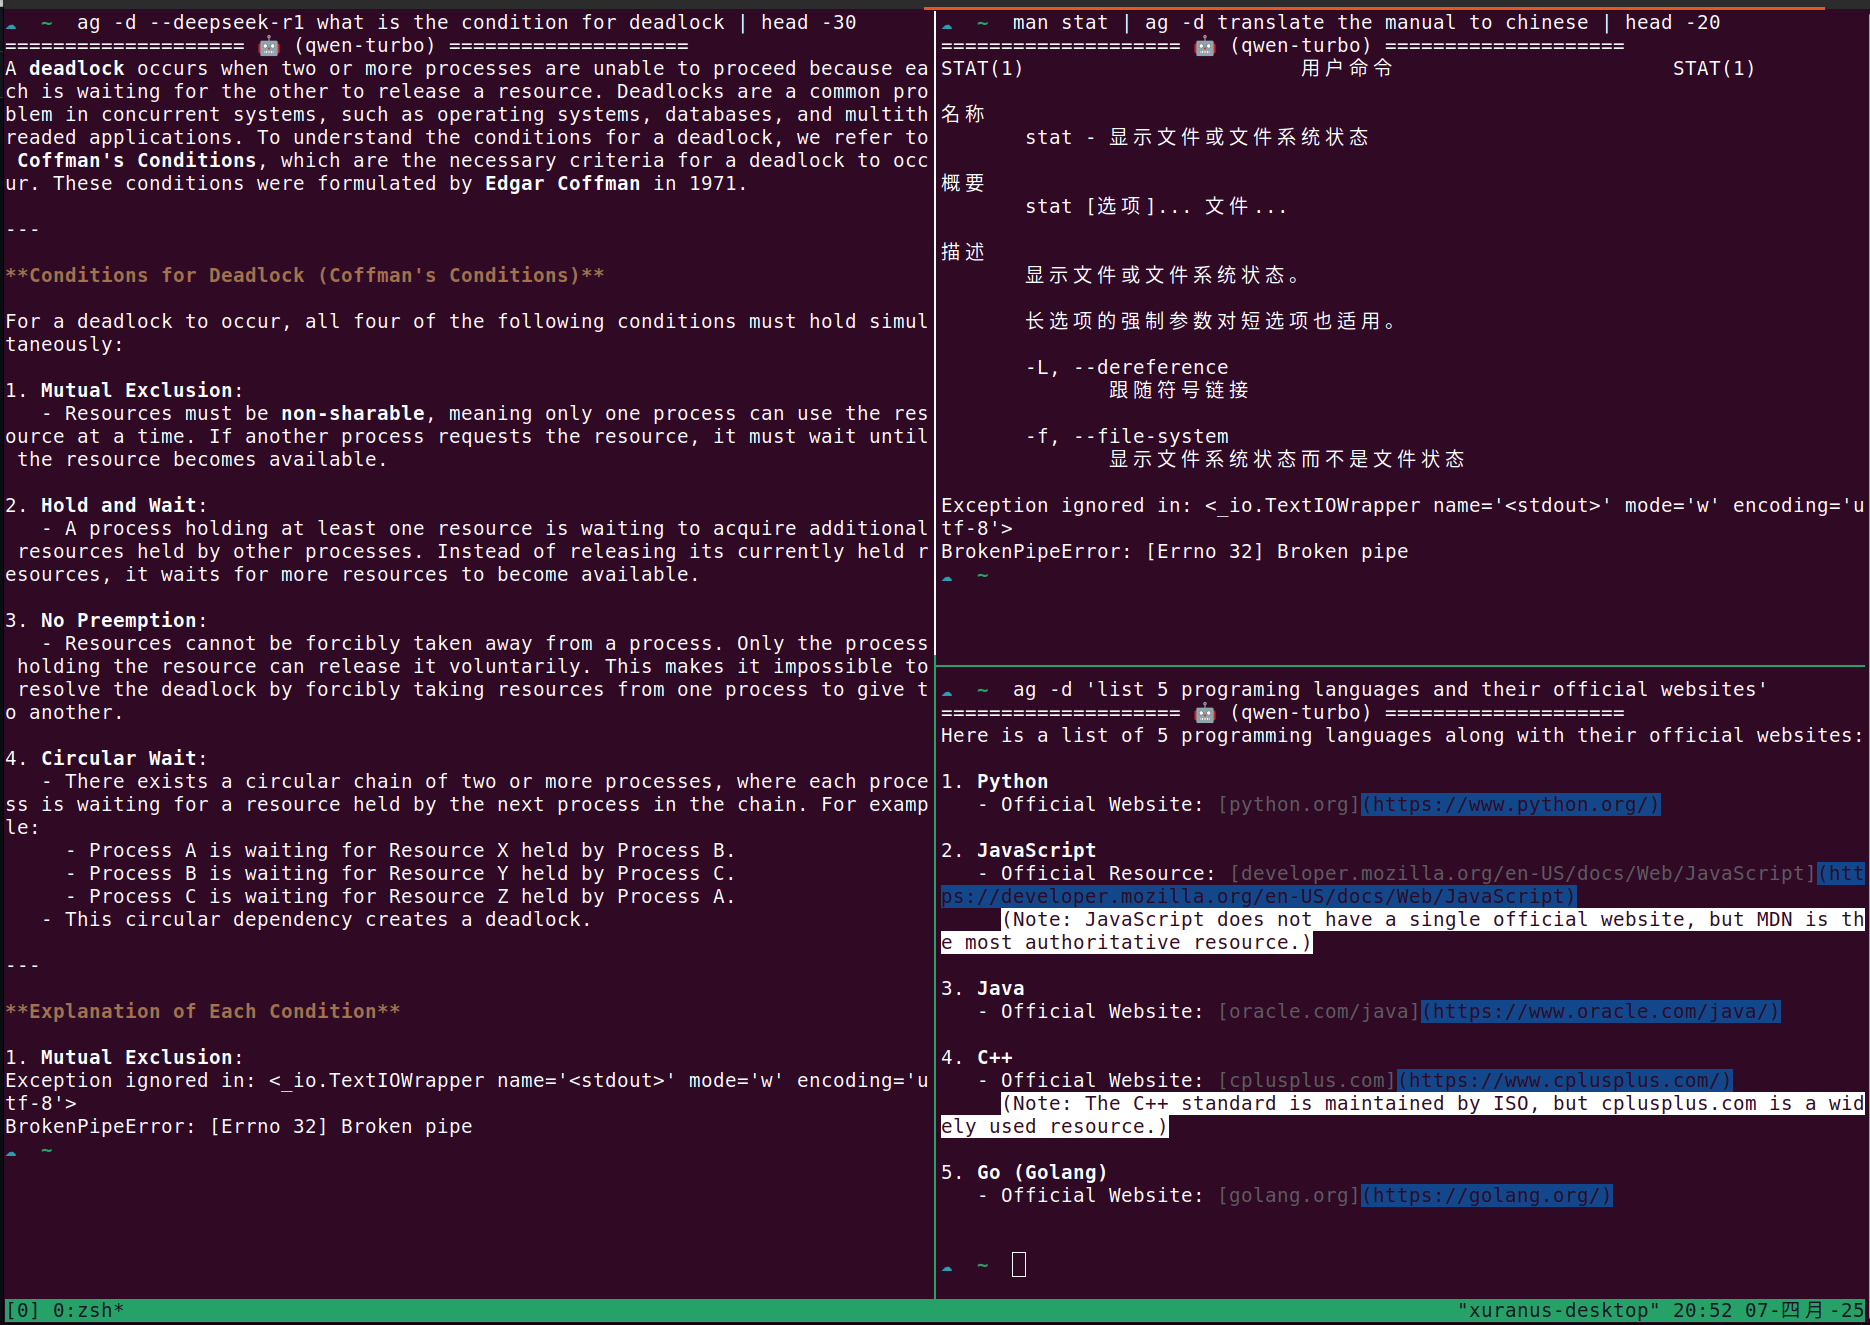 ☁  ~  ag -d --deepseek-r1 what is the condition for deadlock | head -30
==================== 🤖 (qwen-turbo) ====================
A deadlock occurs when two or more processes are unable to proceed because ea
ch is waiting for the other to release a resource. Deadlocks are a common pro
blem in concurrent systems, such as operating systems, databases, and multith
readed applications. To understand the conditions for a deadlock, we refer to
 Coffman's Conditions, which are the necessary criteria for a deadlock to occ
ur. These conditions were formulated by Edgar Coffman in 1971.
---
**Conditions for Deadlock (Coffman's Conditions)**
For a deadlock to occur, all four of the following conditions must hold simul
taneously:
1. Mutual Exclusion:
   - Resources must be non-sharable, meaning only one process can use the res
ource at a time. If another process requests the resource, it must wait until
 the resource becomes available.
2. Hold and Wait:
   - A process holding at least one resource is waiting to acquire additional
 resources held by other processes. Instead of releasing its currently held r
esources, it waits for more resources to become available.
3. No Preemption:
   - Resources cannot be forcibly taken away from a process. Only the process
 holding the resource can release it voluntarily. This makes it impossible to
 resolve the deadlock by forcibly taking resources from one process to give t
o another.
4. Circular Wait:
   - There exists a circular chain of two or more processes, where each proce
ss is waiting for a resource held by the next process in the chain. For examp
le:
     - Process A is waiting for Resource X held by Process B.
     - Process B is waiting for Resource Y held by Process C.
     - Process C is waiting for Resource Z held by Process A.
   - This circular dependency creates a deadlock.
---
**Explanation of Each Condition**
1. Mutual Exclusion:
Exception ignored in: <_io.TextIOWrapper name='<stdout>' mode='w' encoding='u
tf-8'>
BrokenPipeError: [Errno 32] Broken pipe
☁  ~
☁  ~  man stat | ag -d translate the manual to chinese | head -20
==================== 🤖 (qwen-turbo) ====================
STAT(1)                       用户命令                       STAT(1)
名称
       stat - 显示文件或文件系统状态
概要
       stat [选项]... 文件...
描述
       显示文件或文件系统状态。
       长选项的强制参数对短选项也适用。
       -L, --dereference
              跟随符号链接
       -f, --file-system
              显示文件系统状态而不是文件状态
Exception ignored in: <_io.TextIOWrapper name='<stdout>' mode='w' encoding='u
tf-8'>
BrokenPipeError: [Errno 32] Broken pipe
☁  ~
☁  ~  ag -d 'list 5 programing languages and their official websites'
==================== 🤖 (qwen-turbo) ====================
Here is a list of 5 programming languages along with their official websites:
1. Python
   - Official Website: [python.org](https://www.python.org/)
2. JavaScript
   - Official Resource: [developer.mozilla.org/en-US/docs/Web/JavaScript](htt
ps://developer.mozilla.org/en-US/docs/Web/JavaScript)
     (Note: JavaScript does not have a single official website, but MDN is th
e most authoritative resource.)
3. Java
   - Official Website: [oracle.com/java](https://www.oracle.com/java/)
4. C++
   - Official Website: [cplusplus.com](https://www.cplusplus.com/)
     (Note: The C++ standard is maintained by ISO, but cplusplus.com is a wid
ely used resource.)
5. Go (Golang)
   - Official Website: [golang.org](https://golang.org/)
☁  ~
[0] 0:zsh*                    "xuranus-desktop" 20:52 07-四月-25